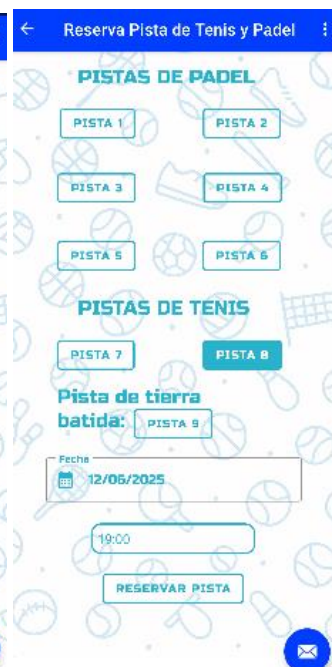 Reserva Pista de Tenis y Padel
PISTAS DE PADEL
PISTA 1 PISTA 2
PISTA 3 PISTA 4
PISTA 5 PISTA 6
PISTAS DE TENIS
PISTA 7 PISTA 8
Pista de tierra
batida: PISTA 9
Fecha
12/06/2025
19:00
RESERVAR PISTA